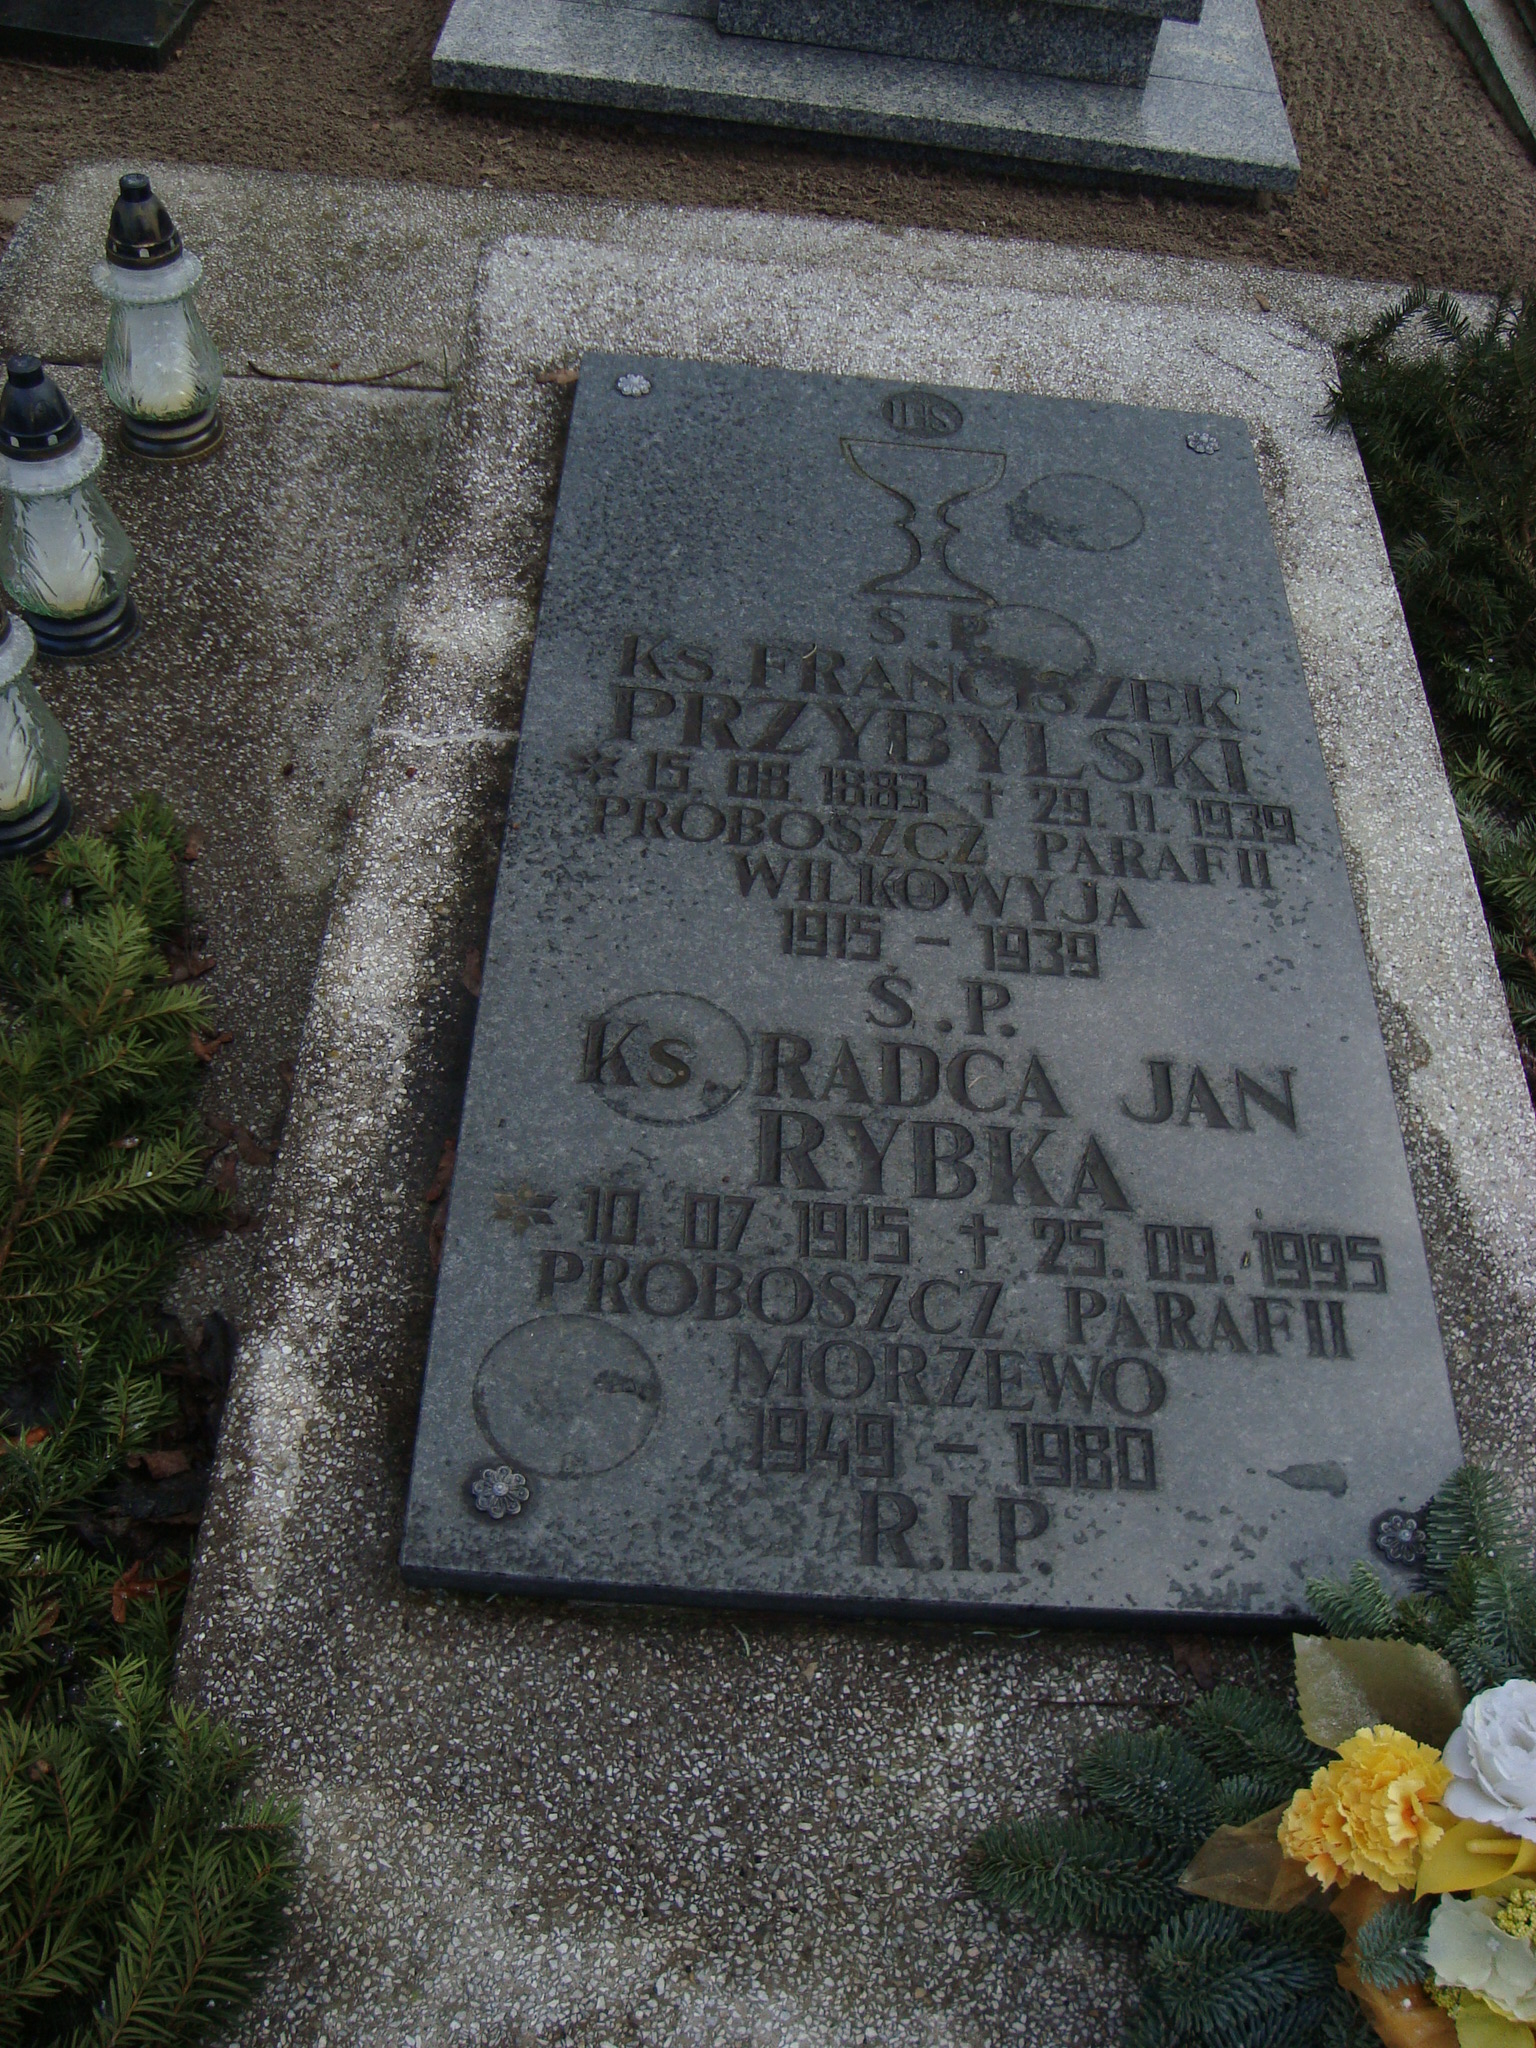 IHS
Ś.P.
KS. FRANCISZEK
PRZYBYLSKI
* 15.08.1883 † 29.11.1939
PROBOSZCZ PARAFII
WILKOWYJA
1915 – 1939
Ś.P.
KS RADCA JAN
RYBKA
* 10.07.1915 † 25.09.1995
PROBOSZCZ PARAFII
MORZEWO
1949 – 1980
R.I.P.